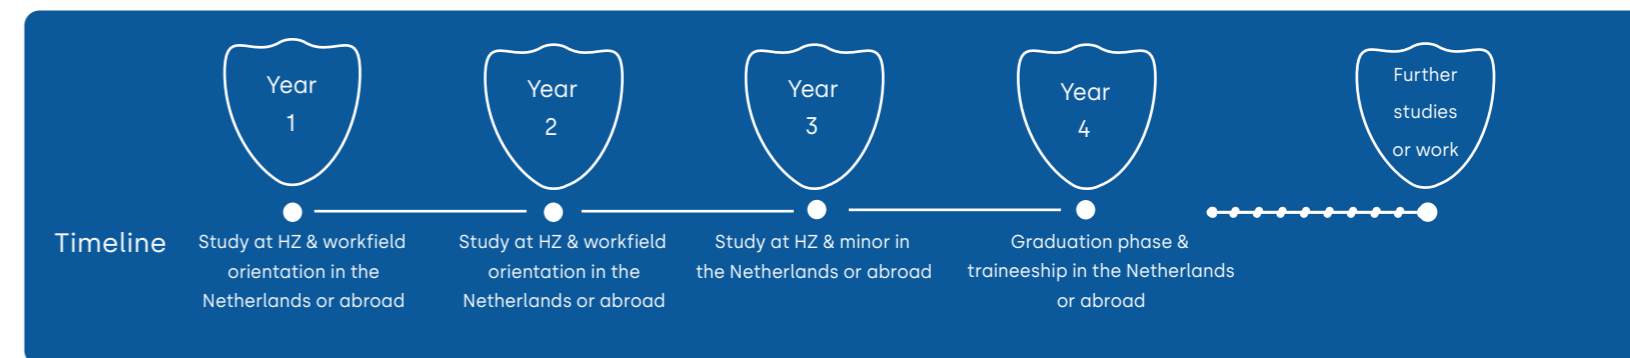 Year
1
Year
2
Year
3
Year
4
Further
studies
or work
Timeline
Study at HZ & workfield
orientation in the
Netherlands or abroad
Study at HZ & workfield
orientation in the
Netherlands or abroad
Study at HZ & minor in
the Netherlands or abroad
Graduation phase &
traineeship in the Netherlands
or abroad